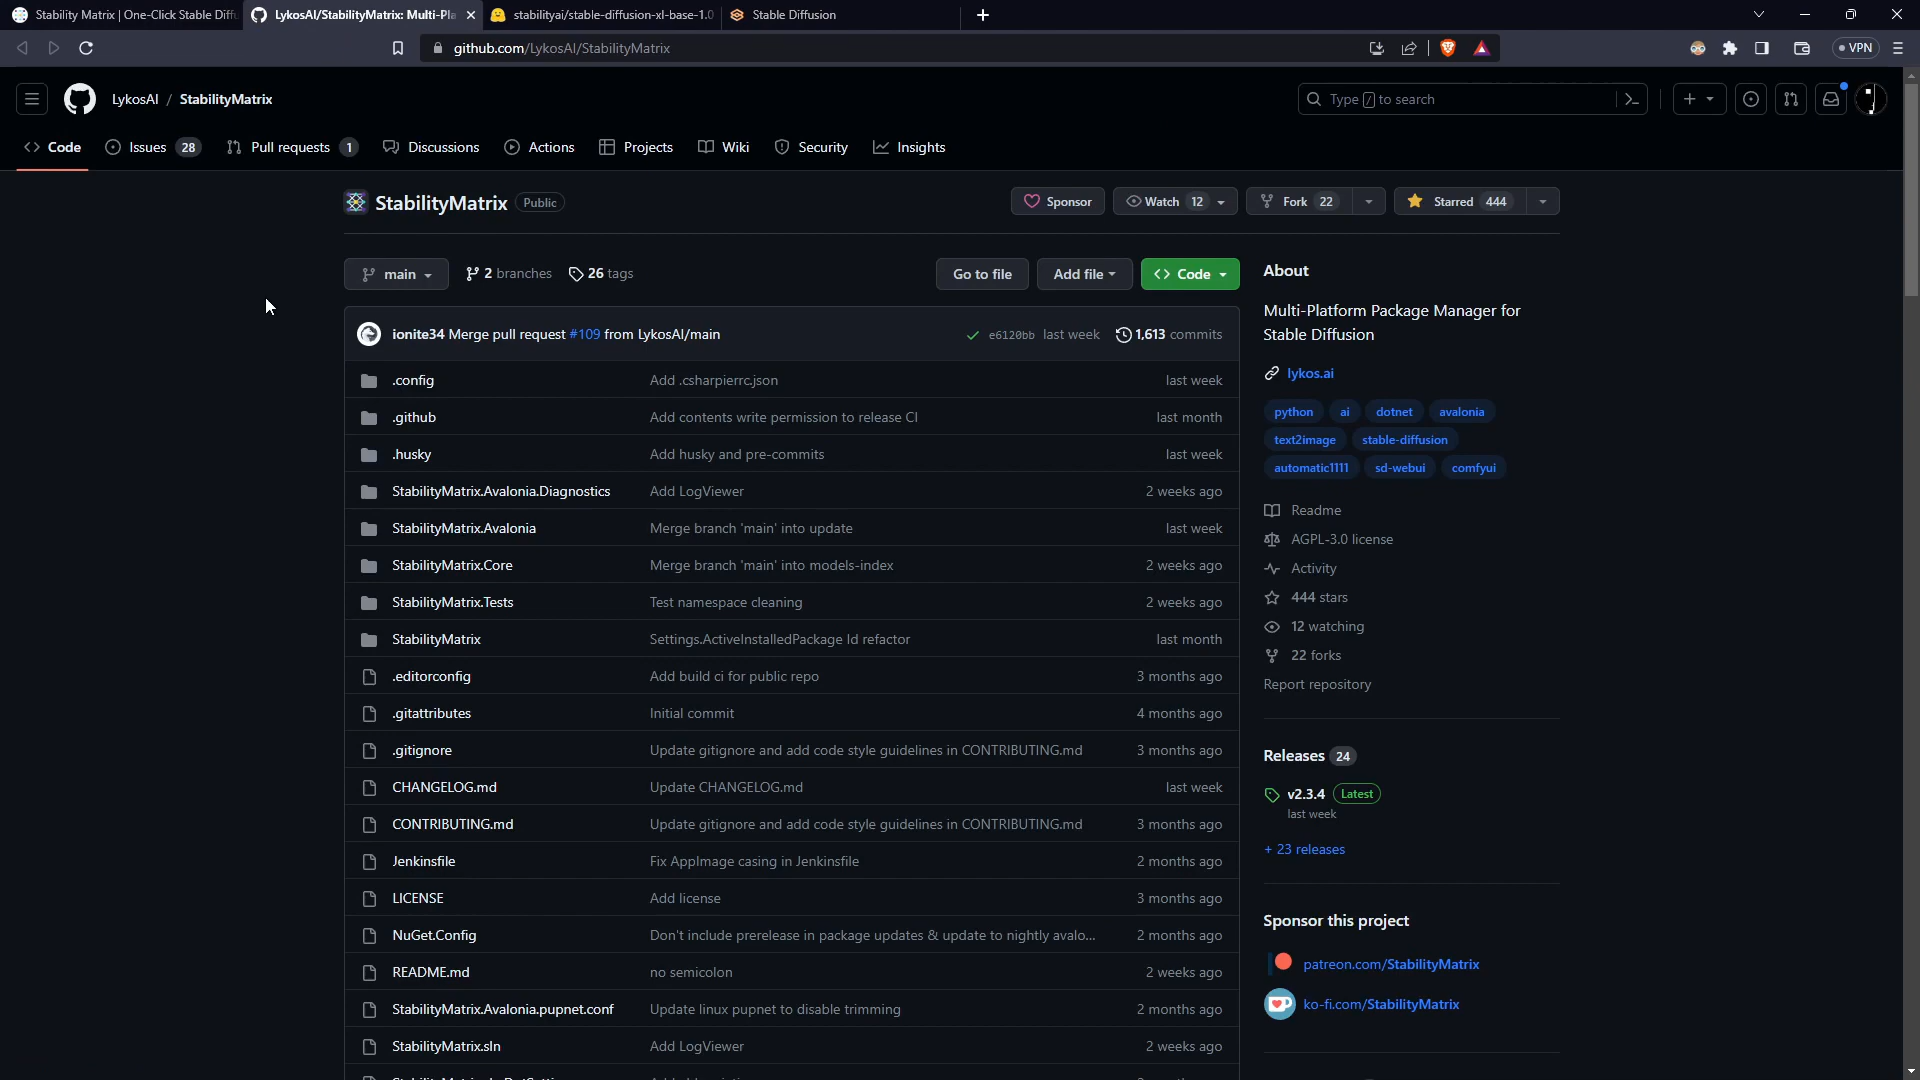 Stability Matrix | One-Click Stable Diffu
LykosAI/StabilityMatrix: Multi-Pla
stabilityai/stable-diffusion-xl-base-1.0
Stable Diffusion
github.com/LykosAI/StabilityMatrix
VPN
LykosAI / StabilityMatrix
Type / to search
Code
Issues 28
Pull requests 1
Discussions
Actions
Projects
Wiki
Security
Insights
StabilityMatrix Public
Sponsor
Watch 12
Fork 22
Starred 444
main
2 branches
26 tags
Go to file
Add file
<> Code
ionite34 Merge pull request #109 from LykosAI/main
e6120bb last week
1,613 commits
.config Add .csharpierrc.json last week
.github Add contents write permission to release CI last month
.husky Add husky and pre-commits last week
StabilityMatrix.Avalonia.Diagnostics Add LogViewer 2 weeks ago
StabilityMatrix.Avalonia Merge branch 'main' into update last week
StabilityMatrix.Core Merge branch 'main' into models-index 2 weeks ago
StabilityMatrix.Tests Test namespace cleaning 2 weeks ago
StabilityMatrix Settings.ActiveInstalledPackage Id refactor last month
.editorconfig Add build ci for public repo 3 months ago
.gitattributes Initial commit 4 months ago
.gitignore Update gitignore and add code style guidelines in CONTRIBUTING.md 3 months ago
CHANGELOG.md Update CHANGELOG.md last week
CONTRIBUTING.md Update gitignore and add code style guidelines in CONTRIBUTING.md 3 months ago
Jenkinsfile Fix AppImage casing in Jenkinsfile 2 months ago
LICENSE Add license 3 months ago
NuGet.Config Don't include prerelease in package updates & update to nightly avalo... 2 months ago
README.md no semicolon 2 weeks ago
StabilityMatrix.Avalonia.pupnet.conf Update linux pupnet to disable trimming 2 months ago
StabilityMatrix.sln Add LogViewer 2 weeks ago
About
Multi-Platform Package Manager for
Stable Diffusion
lykos.ai
python ai dotnet avalonia
text2image stable-diffusion
automatic1111 sd-webui comfyui
Readme
AGPL-3.0 license
Activity
444 stars
12 watching
22 forks
Report repository
Releases 24
v2.3.4 Latest
last week
+ 23 releases
Sponsor this project
patreon.com/StabilityMatrix
ko-fi.com/StabilityMatrix